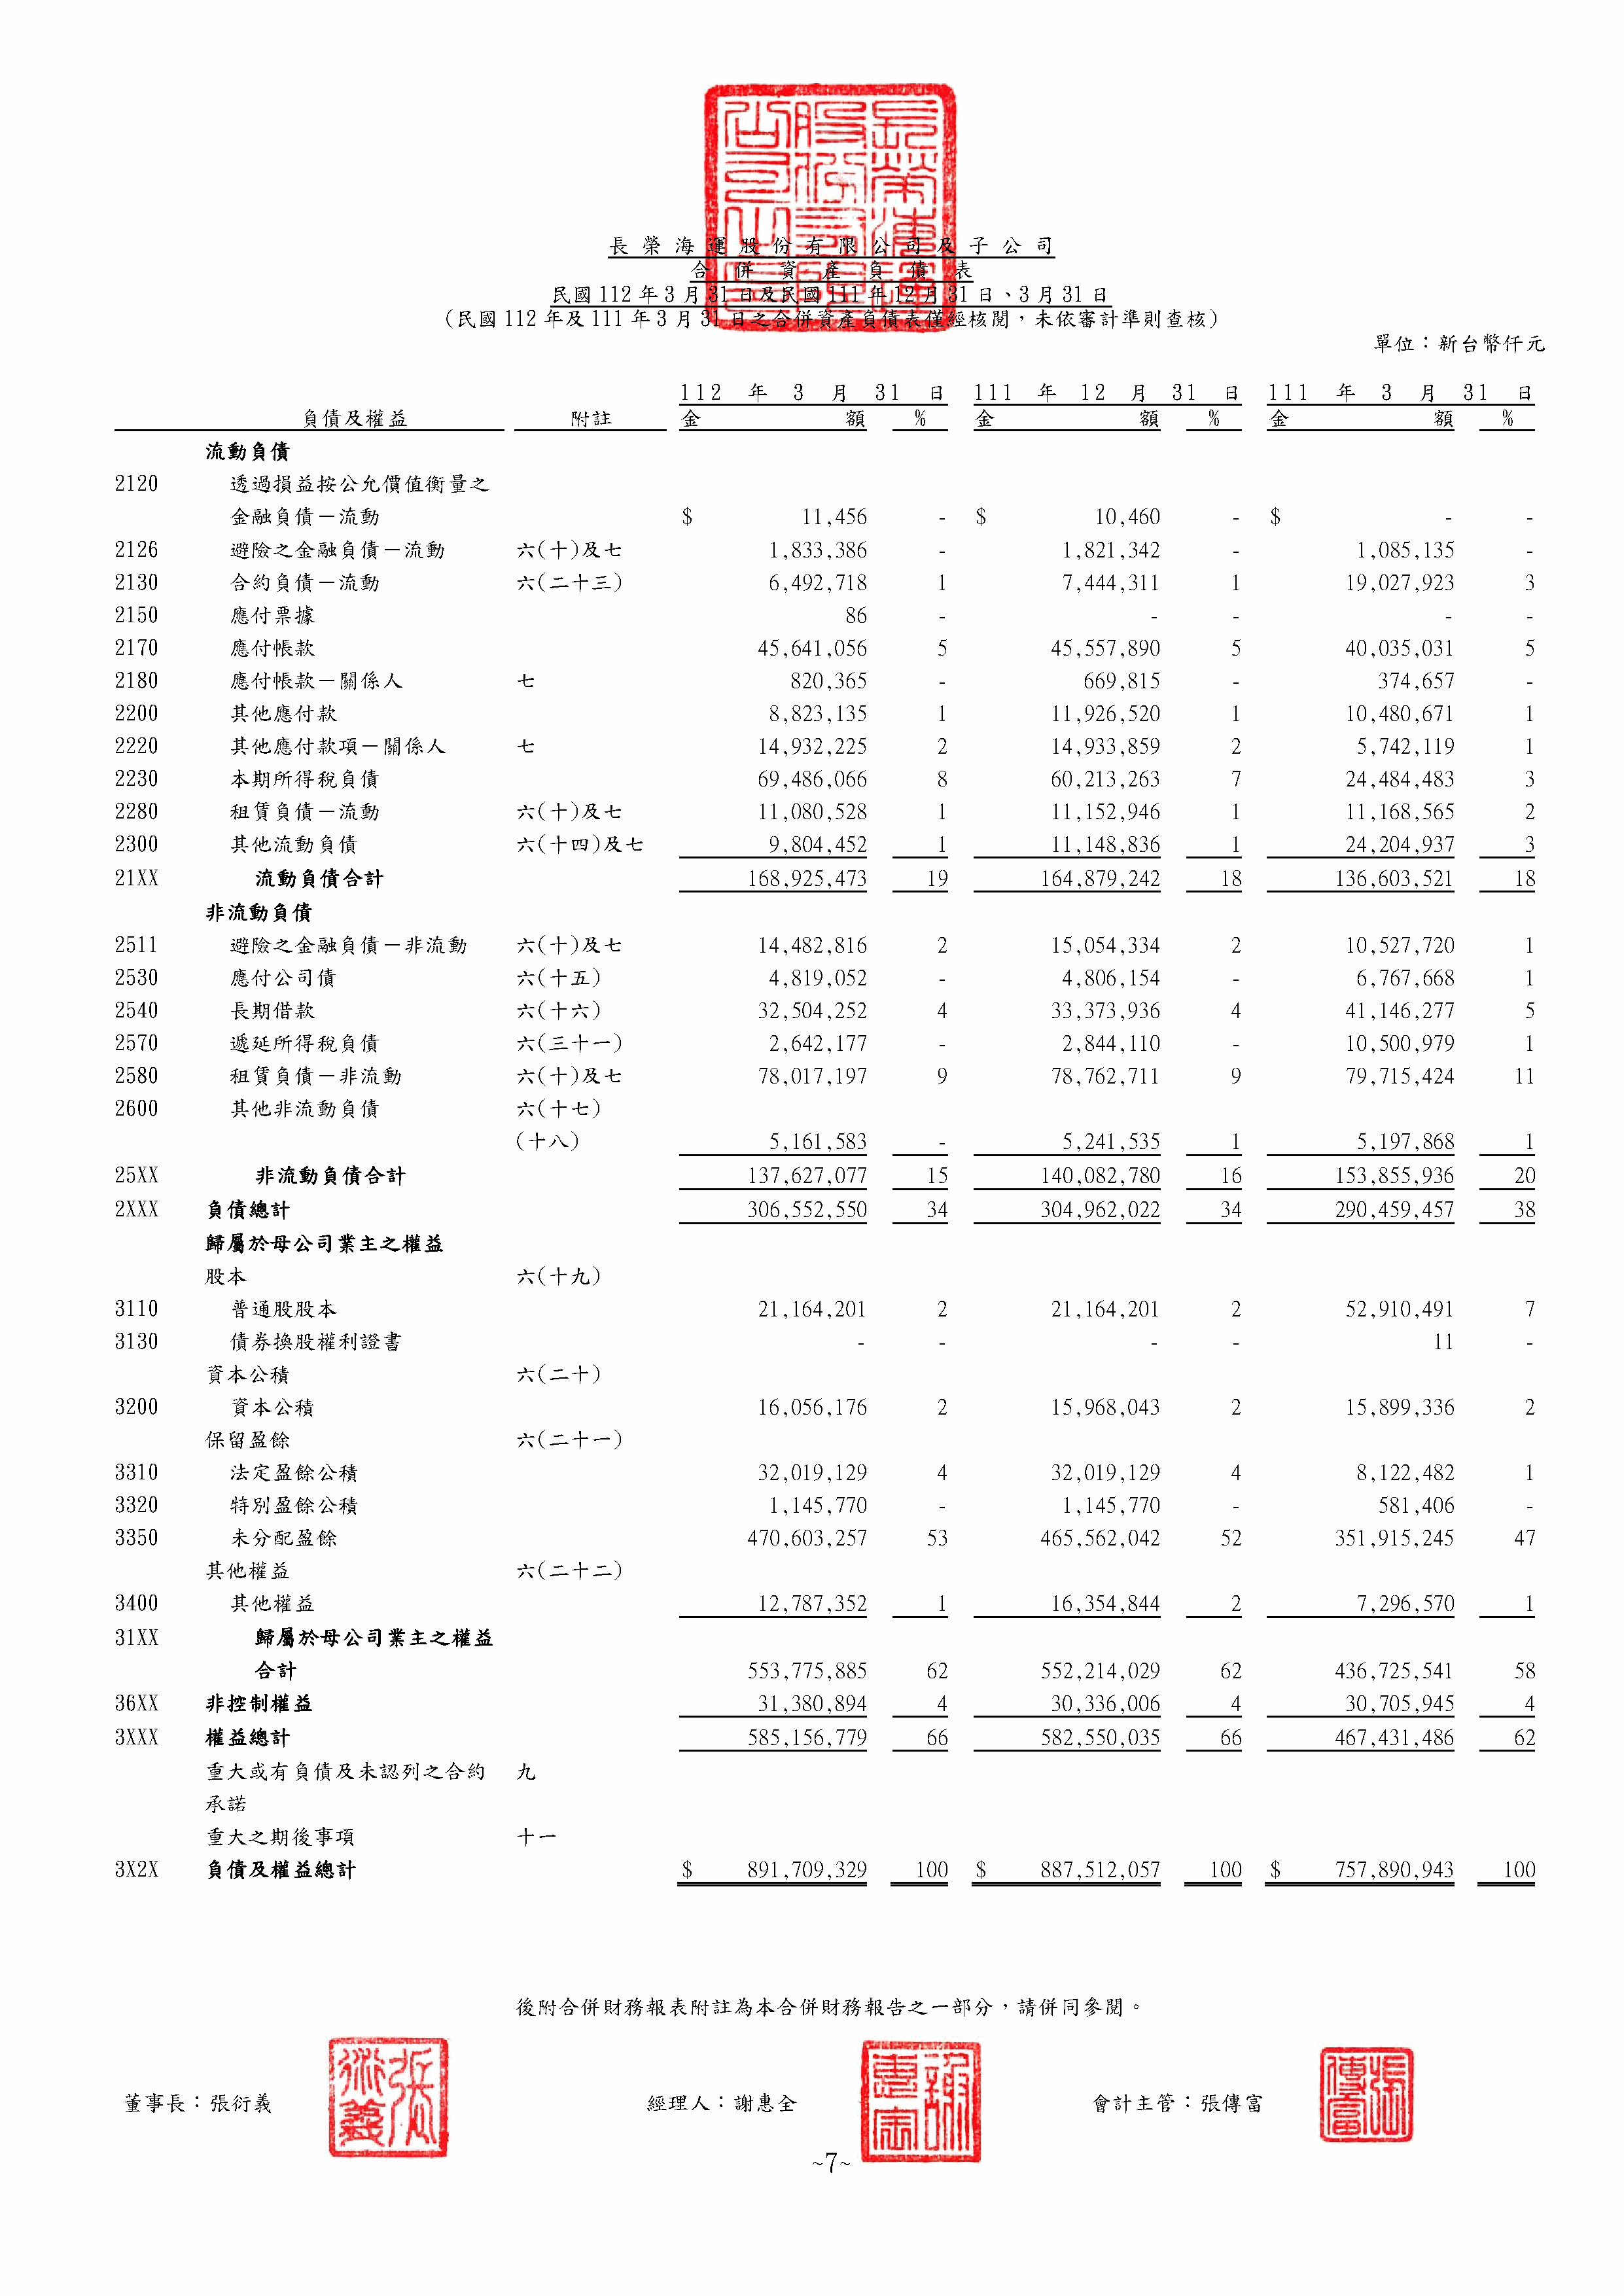 長榮海運股份有限公司及子公司
合併資產負債表
民國112年3月31日及民國111年12月31日、3月31日
(民國112年及111年3月31日之合併資產負債表僅經核閱,未依審計準則查核)
單位:新台幣仟元
112 年 3 月 31 日 111 年 12 月 31 日 111 年 3 月 31 日
負債及權益 附註 金額 % 金額 % 金額 %
流動負債
2120 透過損益按公允價值衡量之
金融負債-流動 $ 11,456 - $ 10,460 - $ - -
2126 避險之金融負債-流動 六(十)及七 1,833,386 - 1,821,342 - 1,085,135 -
2130 合約負債-流動 六(二十三) 6,492,718 1 7,444,311 1 19,027,923 3
2150 應付票據 86 - - - - -
2170 應付帳款 45,641,056 5 45,557,890 5 40,035,031 5
2180 應付帳款-關係人 七 820,365 - 669,815 - 374,657 -
2200 其他應付款 8,823,135 1 11,926,520 1 10,480,671 1
2220 其他應付款項-關係人 七 14,932,225 2 14,933,859 2 5,742,119 1
2230 本期所得稅負債 69,486,066 8 60,213,263 7 24,484,483 3
2280 租賃負債-流動 六(十)及七 11,080,528 1 11,152,946 1 11,168,565 2
2300 其他流動負債 六(十四)及七 9,804,452 1 11,148,836 1 24,204,937 3
21XX 流動負債合計 168,925,473 19 164,879,242 18 136,603,521 18
非流動負債
2511 避險之金融負債-非流動 六(十)及七 14,482,816 2 15,054,334 2 10,527,720 1
2530 應付公司債 六(十五) 4,819,052 - 4,806,154 - 6,767,668 1
2540 長期借款 六(十六) 32,504,252 4 33,373,936 4 41,146,277 5
2570 遞延所得稅負債 六(三十一) 2,642,177 - 2,844,110 - 10,500,979 1
2580 租賃負債-非流動 六(十)及七 78,017,197 9 78,762,711 9 79,715,424 11
2600 其他非流動負債 六(十七)
(十八) 5,161,583 - 5,241,535 1 5,197,868 1
25XX 非流動負債合計 137,627,077 15 140,082,780 16 153,855,936 20
2XXX 負債總計 306,552,550 34 304,962,022 34 290,459,457 38
歸屬於母公司業主之權益
股本 六(十九)
3110 普通股股本 21,164,201 2 21,164,201 2 52,910,491 7
3130 債券換股權利證書 - - - - 11 -
資本公積 六(二十)
3200 資本公積 16,056,176 2 15,968,043 2 15,899,336 2
保留盈餘 六(二十一)
3310 法定盈餘公積 32,019,129 4 32,019,129 4 8,122,482 1
3320 特別盈餘公積 1,145,770 - 1,145,770 - 581,406 -
3350 未分配盈餘 470,603,257 53 465,562,042 52 351,915,245 47
其他權益 六(二十二)
3400 其他權益 12,787,352 1 16,354,844 2 7,296,570 1
31XX 歸屬於母公司業主之權益
合計 553,775,885 62 552,214,029 62 436,725,541 58
36XX 非控制權益 31,380,894 4 30,336,006 4 30,705,945 4
3XXX 權益總計 585,156,779 66 582,550,035 66 467,431,486 62
重大或有負債及未認列之合約 九
承諾
重大之期後事項 十一
3X2X 負債及權益總計 $ 891,709,329 100 $ 887,512,057 100 $ 757,890,943 100
後附合併財務報表附註為本合併財務報告之一部分,請併同參閱。
董事長:張衍義 張衍義 經理人:謝惠全 謝惠全 會計主管:張傳富 張傳富
~7~